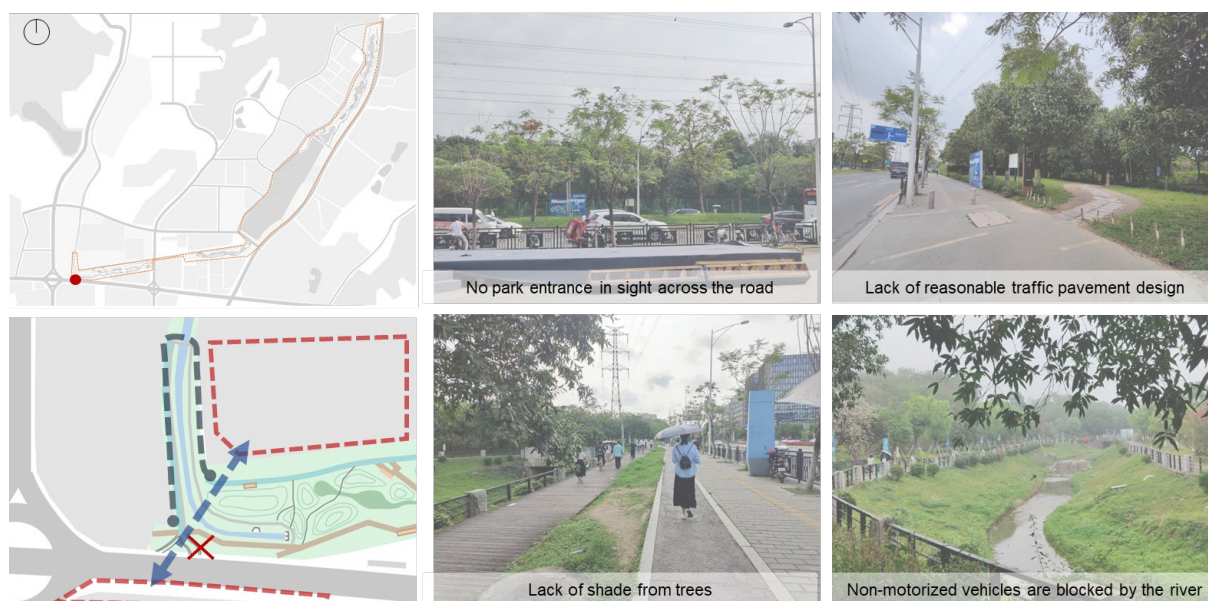 No park entrance in sight across the road
Lack of reasonable traffic pavement design
Lack of shade from trees
Non-motorized vehicles are blocked by the river